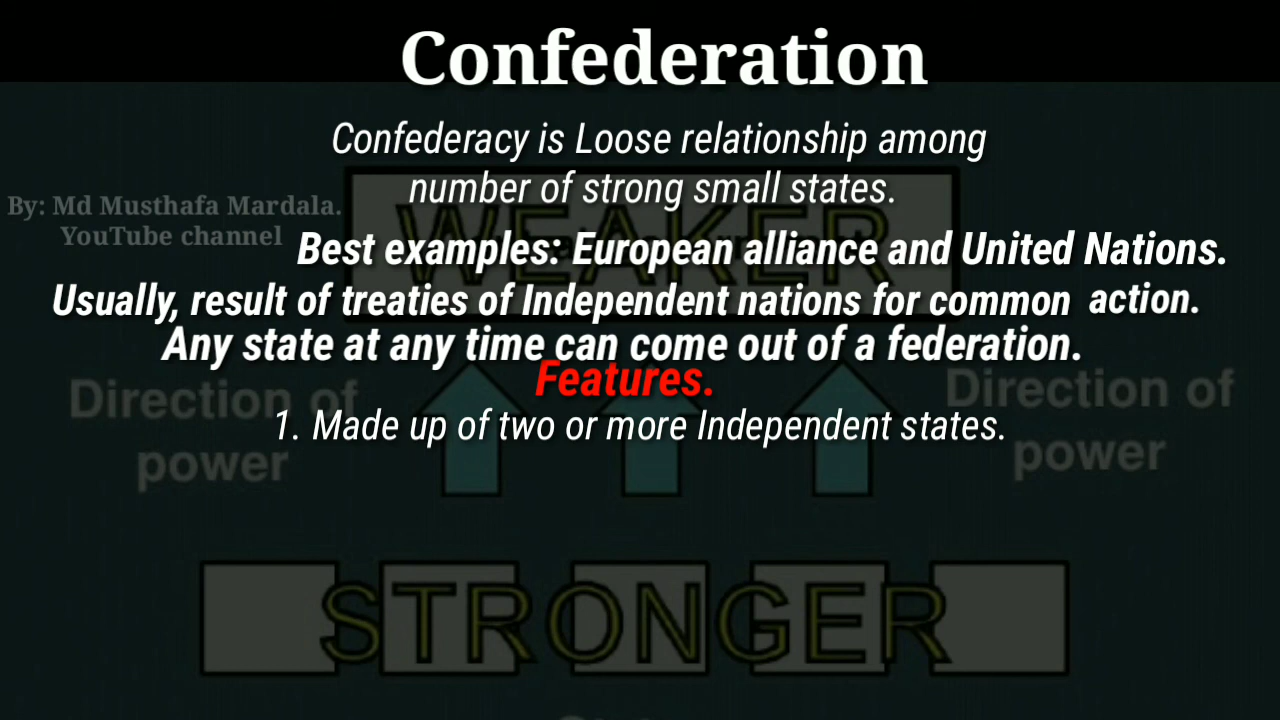 Confederation
Confederacy is Loose relationship among
number of strong small states.
By: Md Musthafa Mardala.
YouTube channel
WEAKER
Best examples: European alliance and United Nations.
Usually, result of treaties of Independent nations for common action.
Any state at any time can come out of a federation.
Features.
Direction of
power
Direction of
power
1. Made up of two or more Independent states.
STRONGER